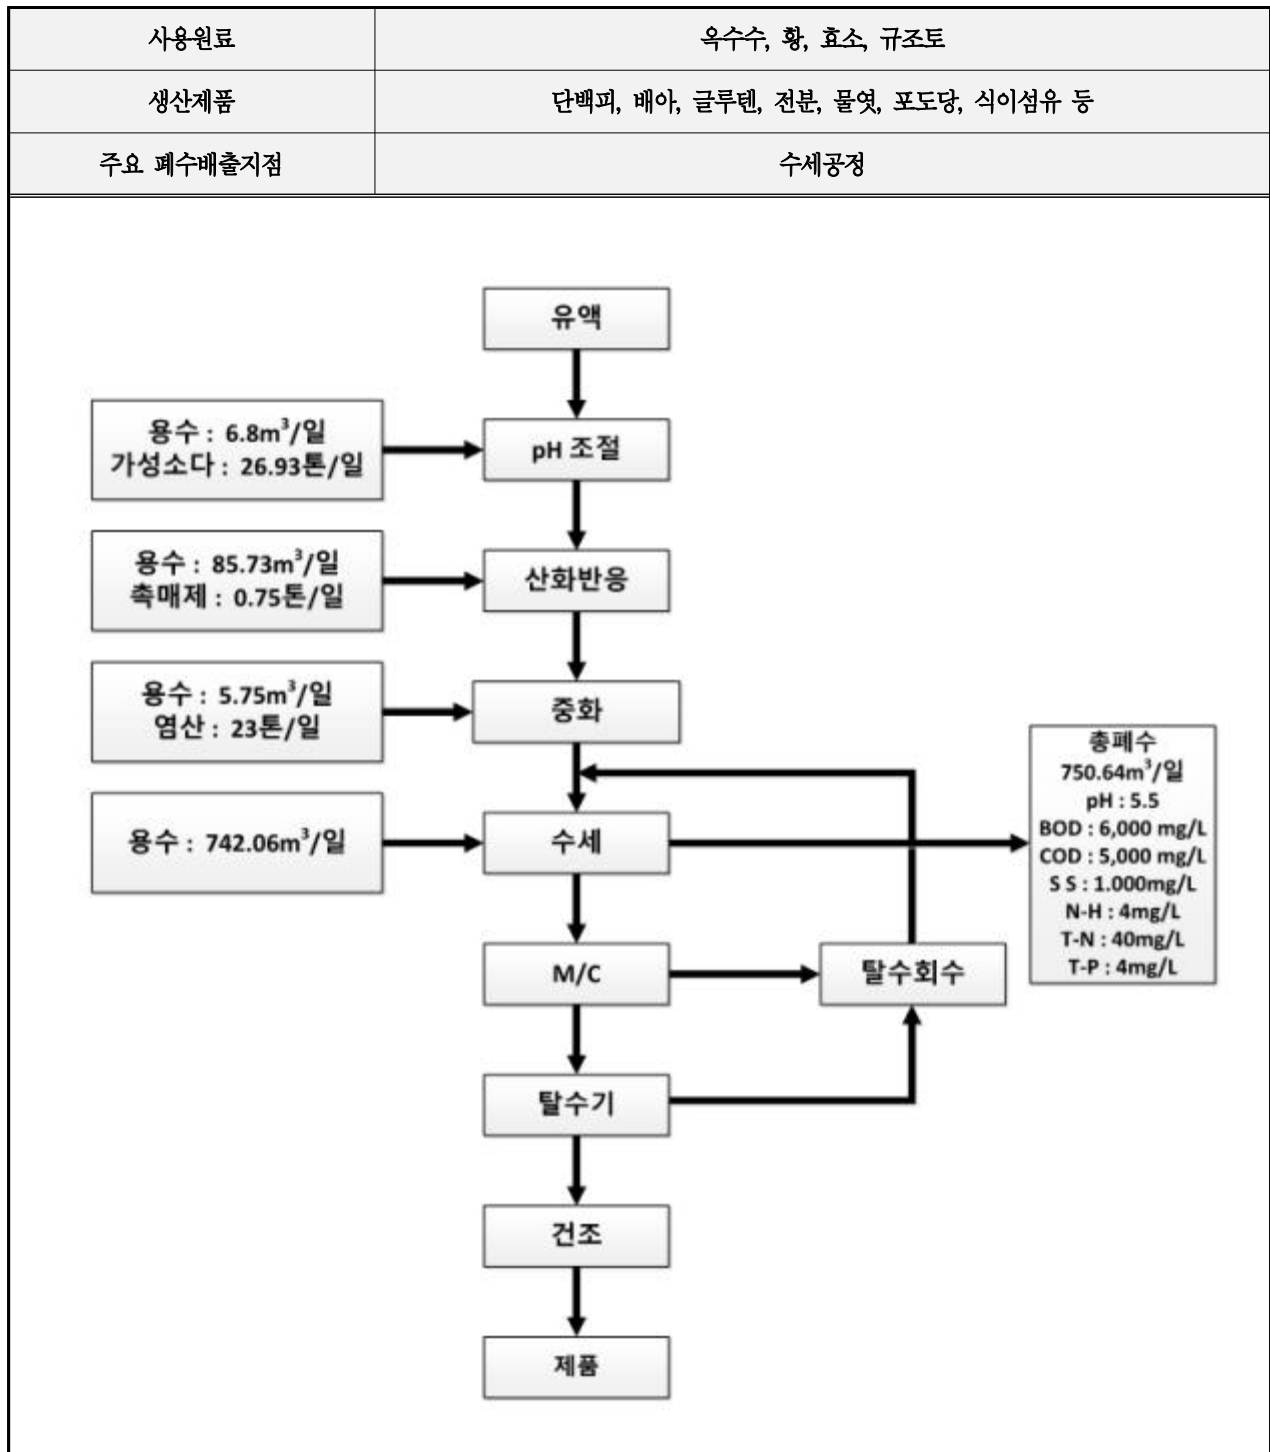 사용원료 옥수수, 황, 효소, 규조토
생산제품 단백피, 배아, 글루텐, 전분, 물엿, 포도당, 식이섬유 등
주요 폐수배출지점 수세공정
유액
용수 : 6.8m³/일
가성소다 : 26.93톤/일
pH 조절
용수 : 85.73m³/일
촉매제 : 0.75톤/일
산화반응
용수 : 5.75m³/일
염산 : 23톤/일
중화
용수 : 742.06m³/일
수세
총폐수
750.64m³/일
pH : 5.5
BOD : 6,000 mg/L
COD : 5,000 mg/L
S S : 1.000mg/L
N-H : 4mg/L
T-N : 40mg/L
T-P : 4mg/L
M/C
탈수회수
탈수기
건조
제품